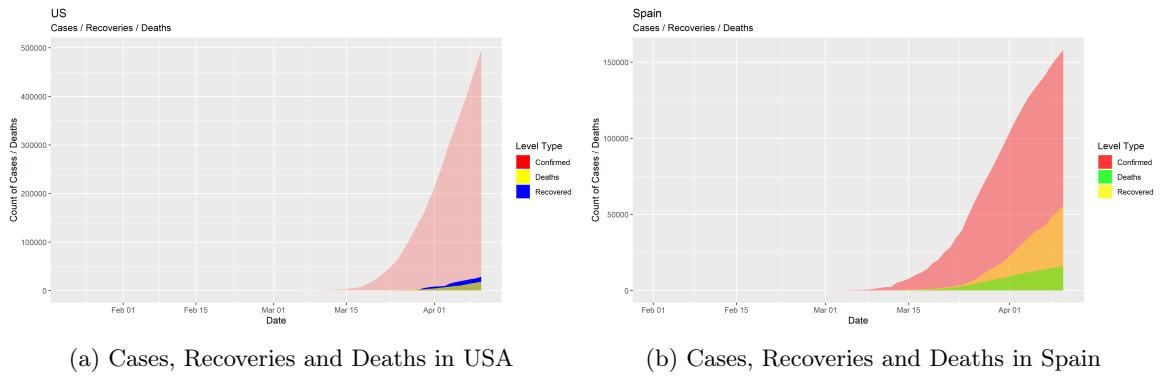 US
Cases / Recoveries / Deaths
500000
400000
300000
200000
100000
0
Count of Cases / Deaths
Feb 01
Feb 15
Mar 01
Mar 15
Apr 01
Date
Level Type
Confirmed
Deaths
Recovered
(a) Cases, Recoveries and Deaths in USA
Spain
Cases / Recoveries / Deaths
150000
100000
50000
0
Count of Cases / Deaths
Feb 01
Feb 15
Mar 01
Mar 15
Apr 01
Date
Level Type
Confirmed
Deaths
Recovered
(b) Cases, Recoveries and Deaths in Spain